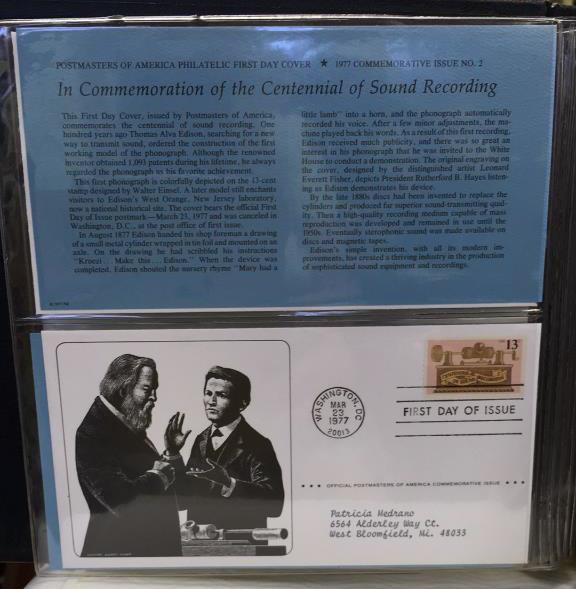 POSTMASTERS OF AMERICA PHILATELIC FIRST DAY COVER ★ 1977 COMMEMORATIVE ISSUE NO. 2
In Commemoration of the Centennial of Sound Recording
This First Day Cover, issued by Postmasters of America,
commemorates the centennial of sound recording. One
hundred years ago Thomas Alva Edison, searching for a new
way to transmit sound, ordered the construction of the first
working model of the phonograph. Although the renowned
inventor obtained 1,093 patents during his lifetime, he always
regarded the phonograph as his favorite achievement.
This first phonograph is colorfully depicted on the 13-cent
stamp designed by Walter Einsel. A later model still enchants
visitors to Edison's West Orange, New Jersey laboratory,
now a national historical site. The cover bears the official First
Day of Issue postmark—March 23, 1977 and was canceled in
Washington, D.C., at the post office of first issue.
In August 1877 Edison handed his shop foreman a drawing
of a small metal cylinder wrapped in tin foil and mounted on an
axle. On the drawing he had scribbled his instructions
"Kruezi . . Make this . . . Edison." When the device was
completed, Edison shouted the nursery rhyme "Mary had a
little lamb" into a horn, and the phonograph automatically
recorded his voice. After a few minor adjustments, the ma-
chine played back his words. As a result of this first recording,
Edison received much publicity, and there was so great an
interest in his phonograph that he was invited to the White
House to conduct a demonstration. The original engraving on
the cover, designed by the distinguished artist Leonard
Everett Fisher, depicts President Rutherford B. Hayes listen-
ing as Edison demonstrates his device.
By the late 1880s discs had been invented to replace the
cylinders and produced far superior sound-transmitting qual-
ity. Then a high-quality recording medium capable of mass
reproduction was developed and remained in use until the
1950s. Eventually sterophonic sound was made available on
discs and magnetic tapes.
Edison's simple invention, with all its modern im-
provements, has created a thriving industry in the production
of sophisticated sound equipment and recordings.
13
WASHINGTON, DC
MAR
23
1977
20013
FIRST DAY OF ISSUE
★ ★ ★ OFFICIAL POSTMASTERS OF AMERICA COMMEMORATIVE ISSUE ★ ★ ★
Patricia Medrano
6564 Alderley Way Ct.
West Bloomfield, Mi. 48033